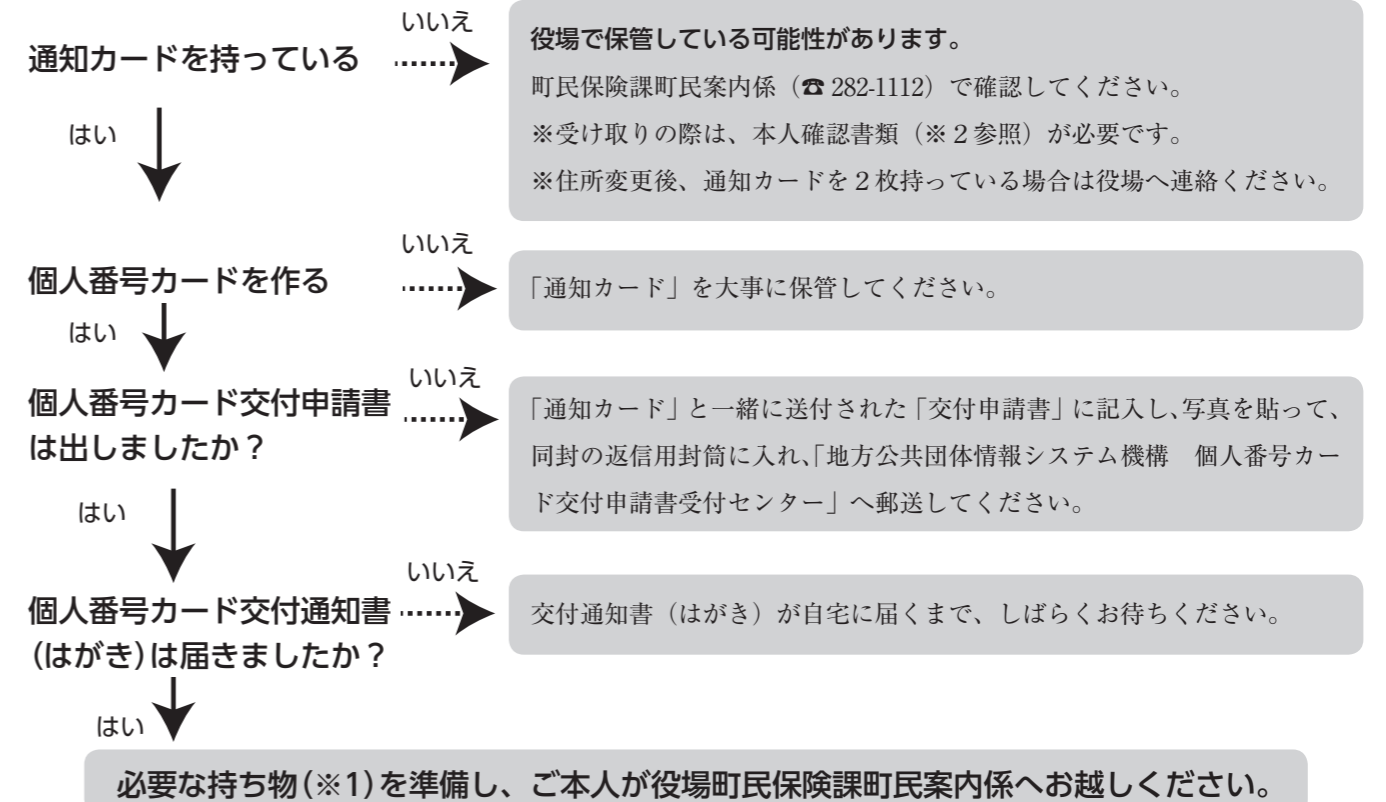 通知カードを持っている
いいえ
役場で保管している可能性があります。
町民保険課町民案内係（☎ 282-1112）で確認してください。
※受け取りの際は、本人確認書類（※２参照）が必要です。
※住所変更後、通知カードを２枚持っている場合は役場へ連絡ください。
はい
個人番号カードを作る
いいえ
「通知カード」を大事に保管してください。
はい
個人番号カード交付申請書
は出しましたか？
いいえ
「通知カード」と一緒に送付された「交付申請書」に記入し、写真を貼って、
同封の返信用封筒に入れ、「地方公共団体情報システム機構　個人番号カー
ド交付申請書受付センター」へ郵送してください。
はい
個人番号カード交付通知書
(はがき)は届きましたか？
いいえ
交付通知書（はがき）が自宅に届くまで、しばらくお待ちください。
はい
必要な持ち物(※1)を準備し、ご本人が役場町民保険課町民案内係へお越しください。